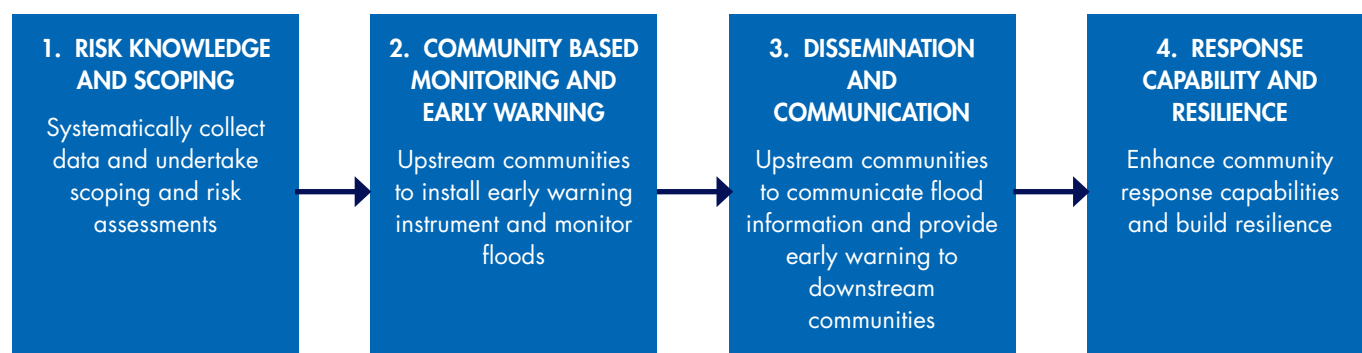 1. RISK KNOWLEDGE
AND SCOPING
Systematically collect
data and undertake
scoping and risk
assessments
2. COMMUNITY BASED
MONITORING AND
EARLY WARNING
Upstream communities
to install early warning
instrument and monitor
floods
3. DISSEMINATION
AND
COMMUNICATION
Upstream communities
to communicate flood
information and provide
early warning to
downstream
communities
4. RESPONSE
CAPABILITY AND
RESILIENCE
Enhance community
response capabilities
and build resilience